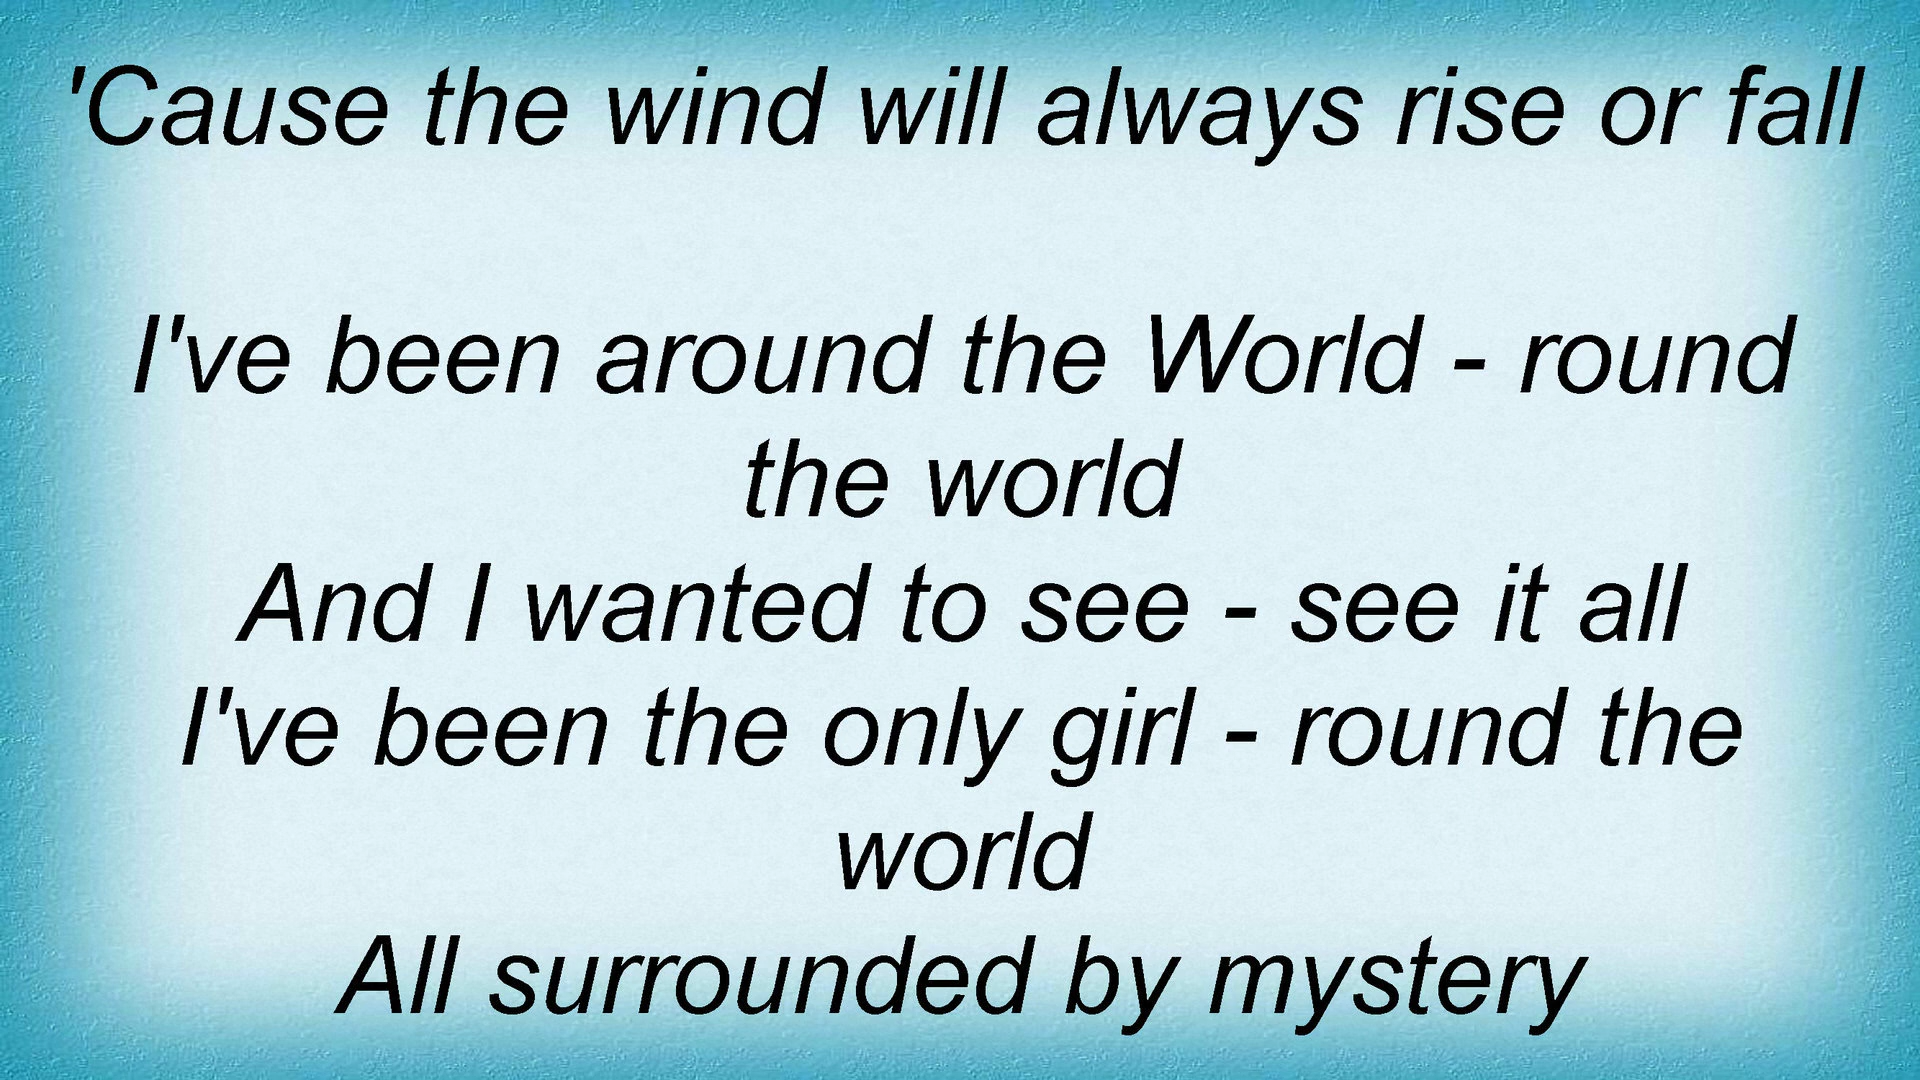 'Cause the wind will always rise or fall
I've been around the World - round
the world
And I wanted to see - see it all
I've been the only girl - round the
world
All surrounded by mystery